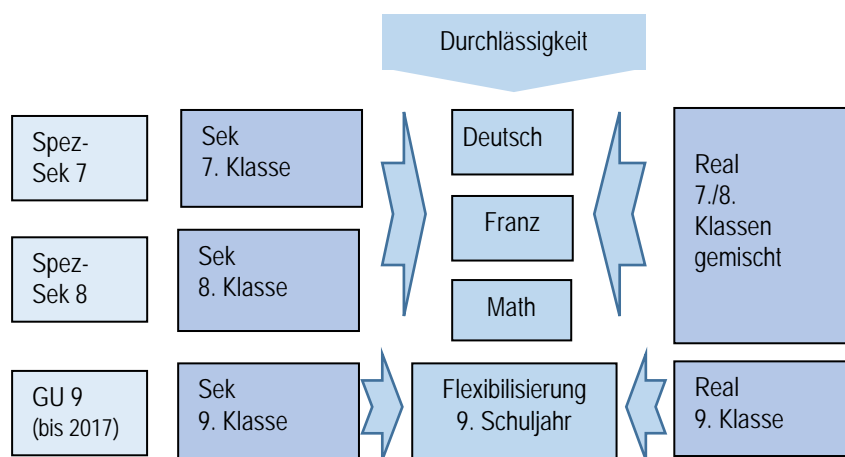 Durchlässigkeit
Spez-
Sek 7
Sek
7. Klasse
Deutsch
Franz
Math
Real
7./8.
Klassen
gemischt
Spez-
Sek 8
Sek
8. Klasse
GU 9
(bis 2017)
Sek
9. Klasse
Flexibilisierung
9. Schuljahr
Real
9. Klasse